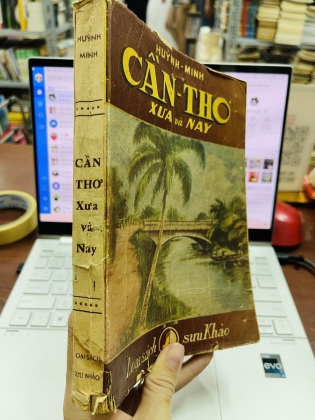 HUỲNH
MINH
CẦN
THƠ
Xưa
và
Nay
LOẠI SÁCH
SƯU KHẢO
HUỲNH-MINH
CẦN-THƠ
XƯA và NAY
Loại sách sưu Khảo
evo